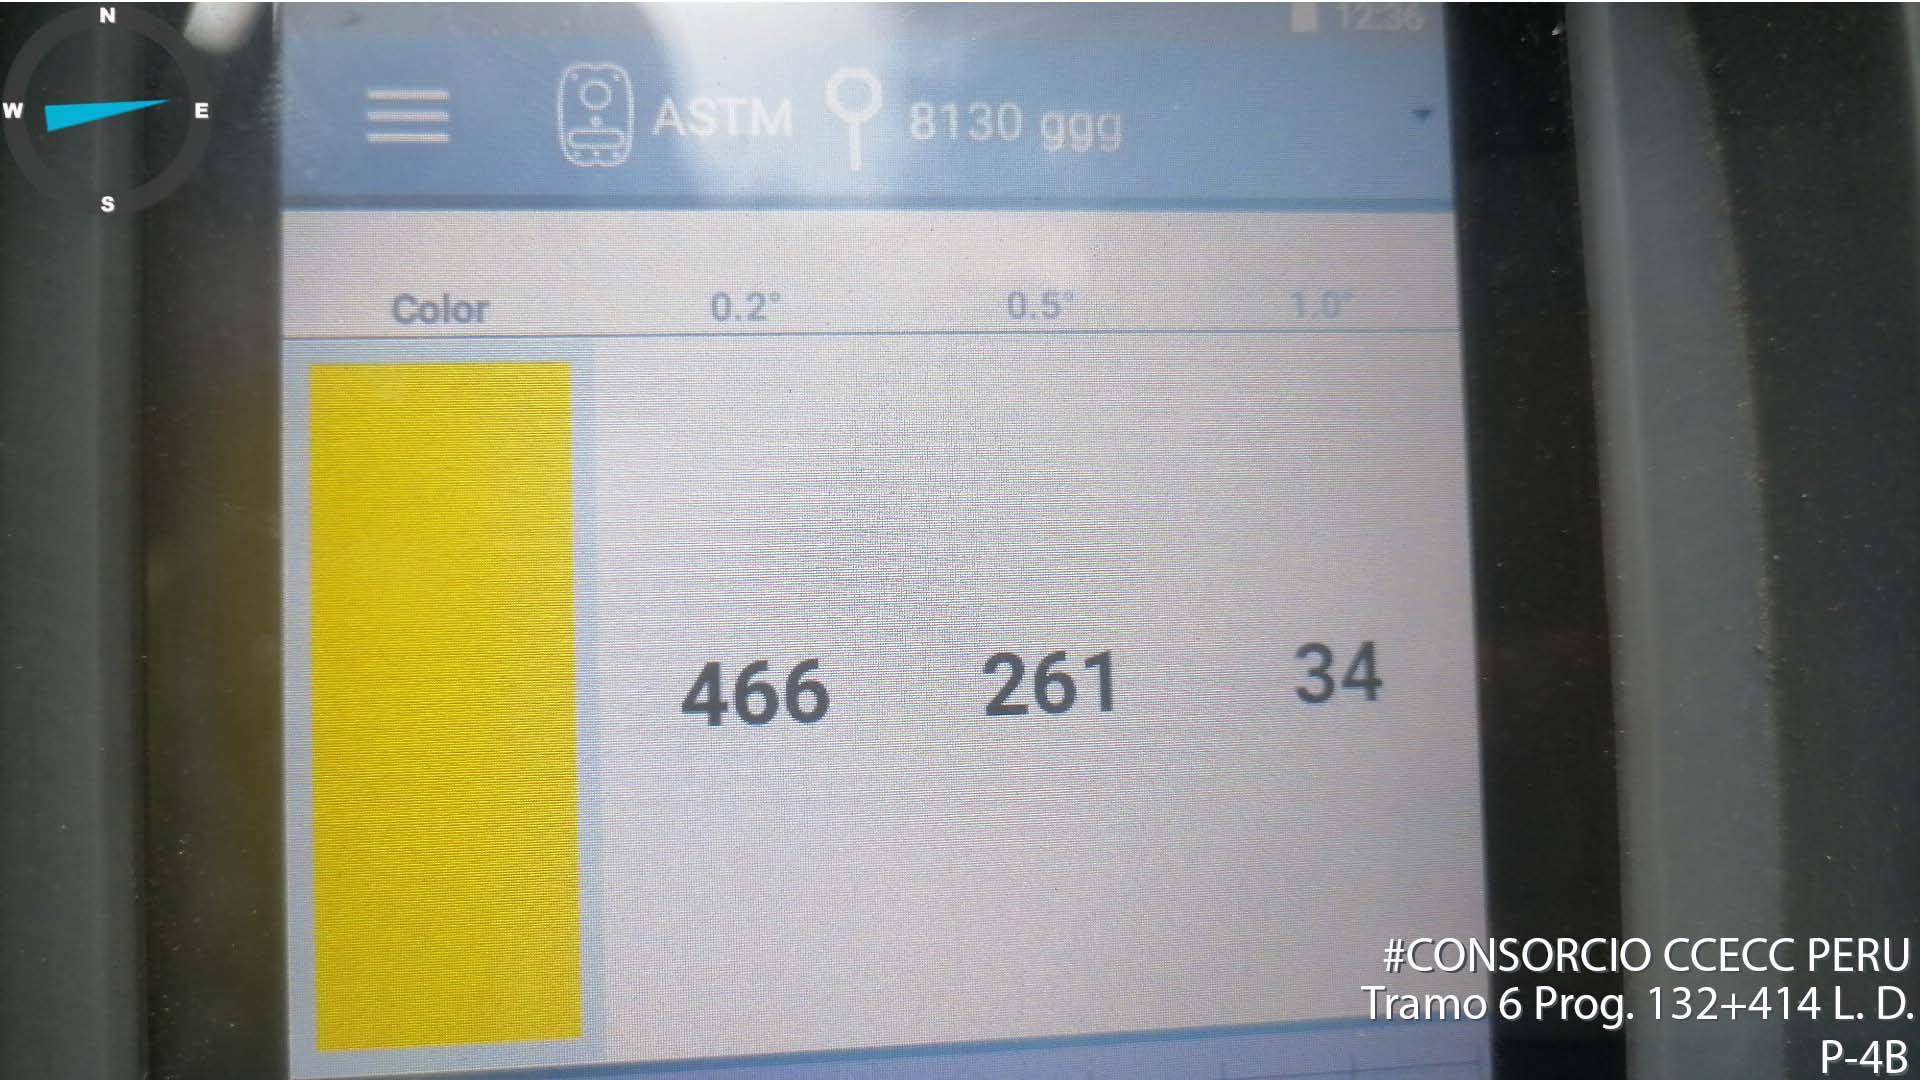 N
W E
S
12:36
ASTM 8130 ggg
Color 0.2° 0.5° 1.0°
466 261 34
#CONSORCIO CCECC PERU
Tramo 6 Prog. 132+414 L. D.
P-4B